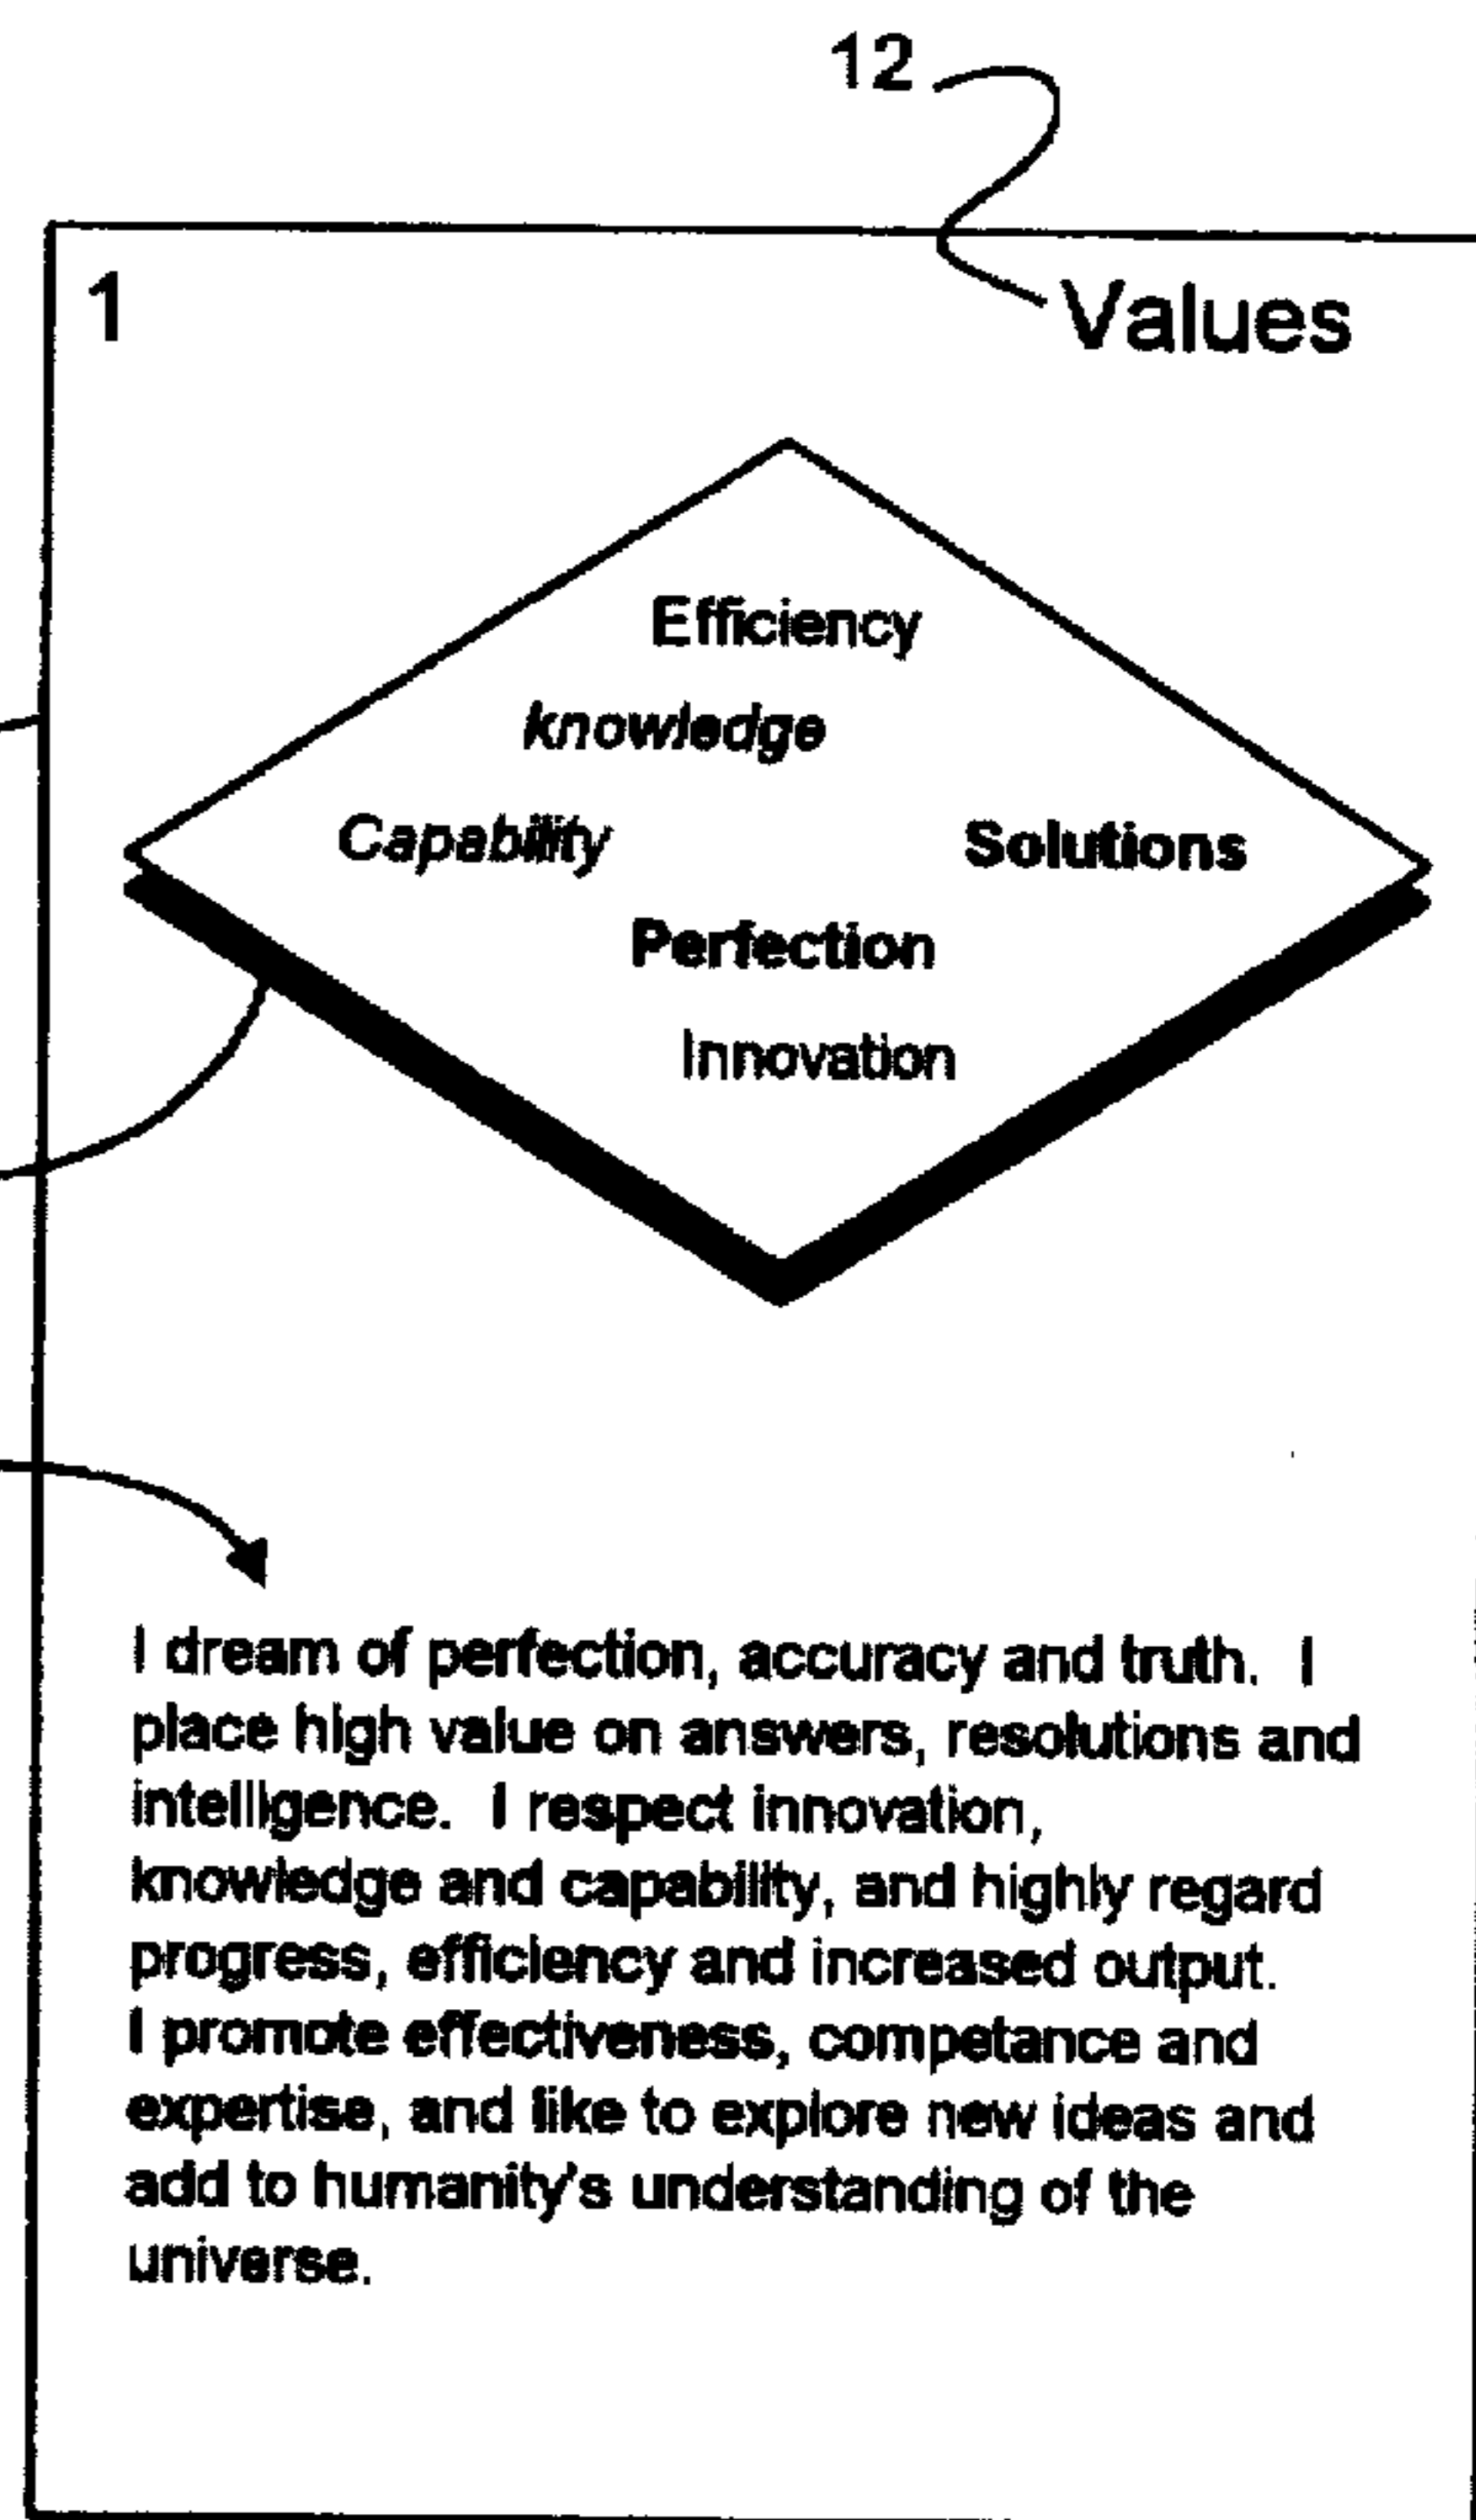 12
1
Values
Efficiency
knowledge
Capability Solutions
Perfection
Innovation
I dream of perfection, accuracy and truth. I
place high value on answers, resolutions and
intelligence. I respect innovation,
knowledge and capability, and highly regard
progress, efficiency and increased output.
I promote effectiveness, competance and
expertise, and like to explore new ideas and
add to humanity's understanding of the
universe.